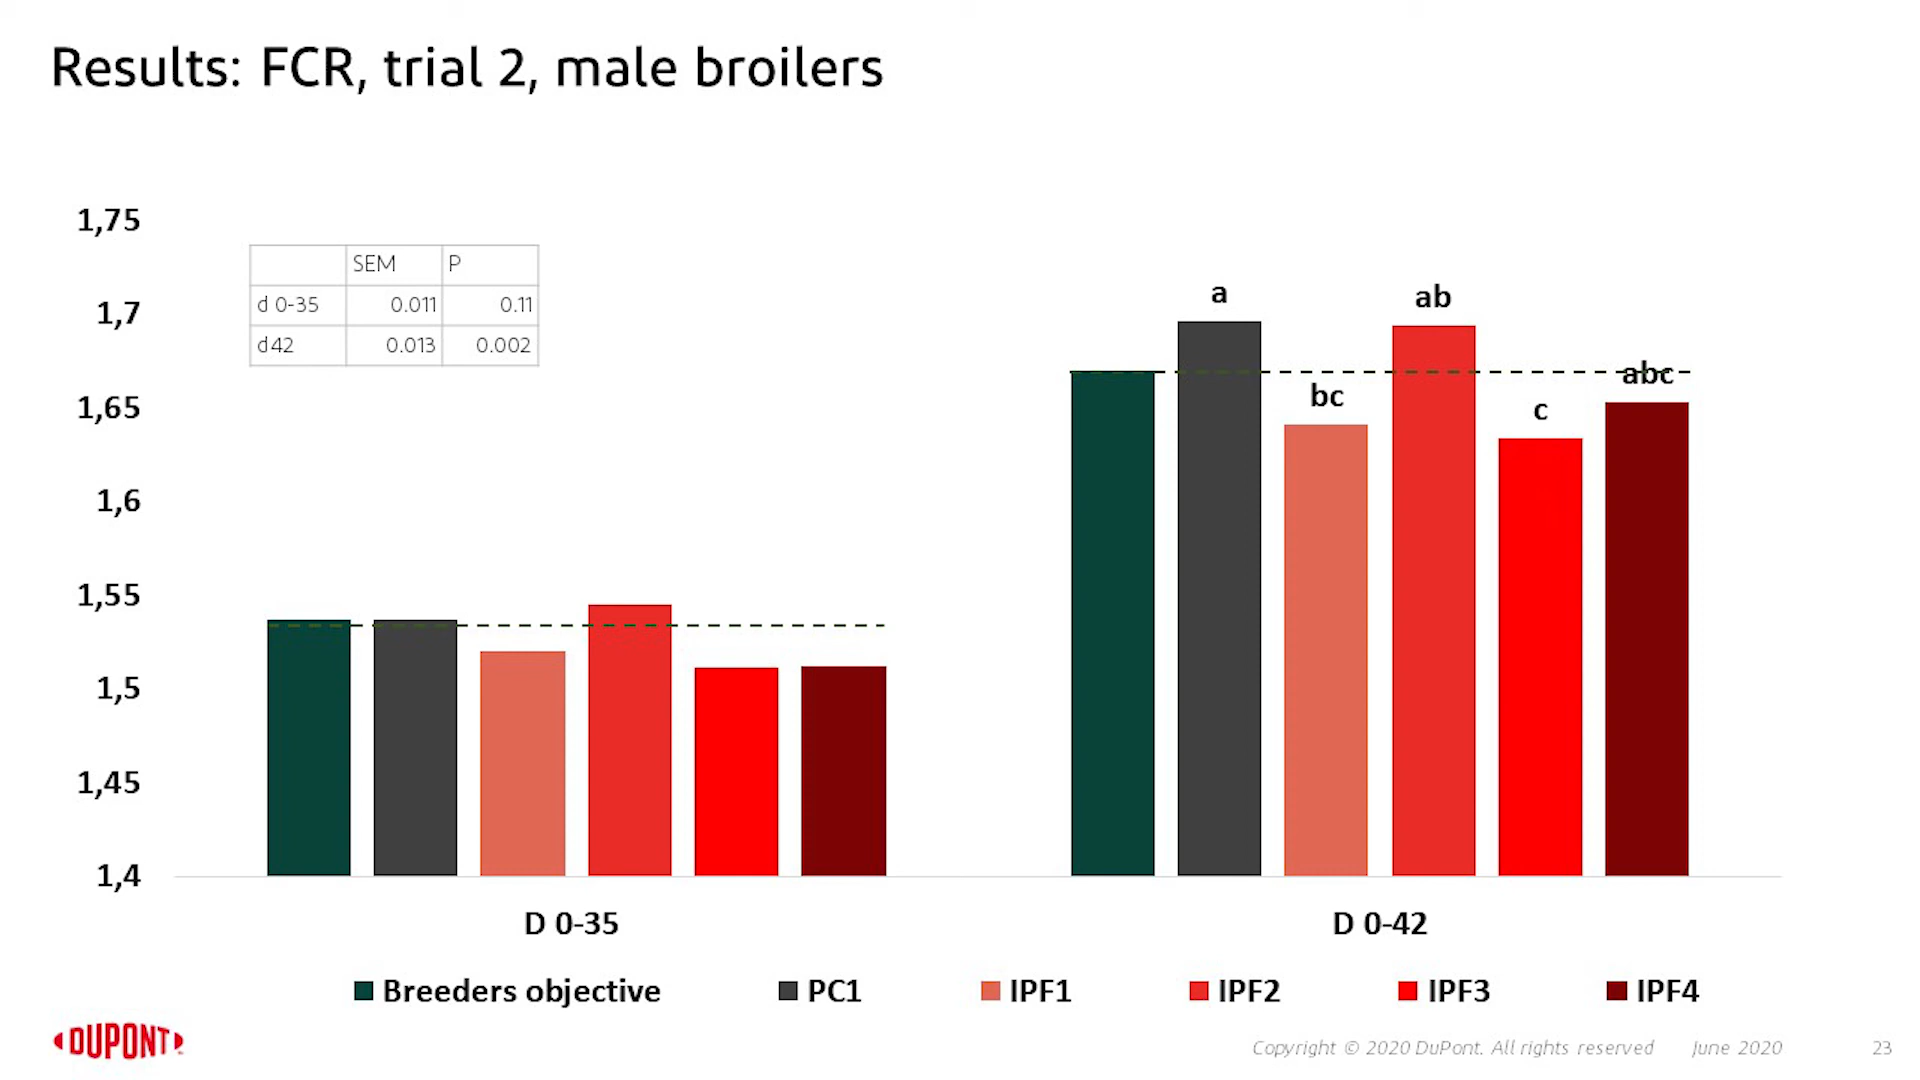 Results: FCR, trial 2, male broilers
1,75
1,7
1,65
1,6
1,55
1,5
1,45
1,4
SEM P
d 0-35 0.011 0.11
d42 0.013 0.002
a
bc
ab
c
abc
D 0-35
D 0-42
Breeders objective PC1 IPF1 IPF2 IPF3 IPF4
DUPONT
Copyright © 2020 DuPont. All rights reserved June 2020 23